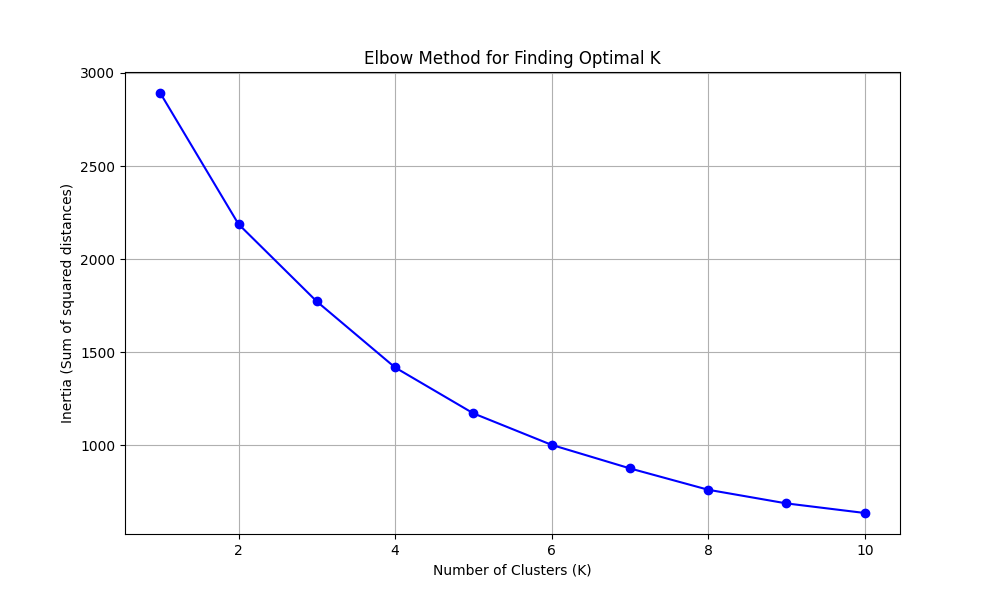 Elbow Method for Finding Optimal K
3000
2500
2000
1500
1000
Inertia (Sum of squared distances)
2 4 6 8 10
Number of Clusters (K)